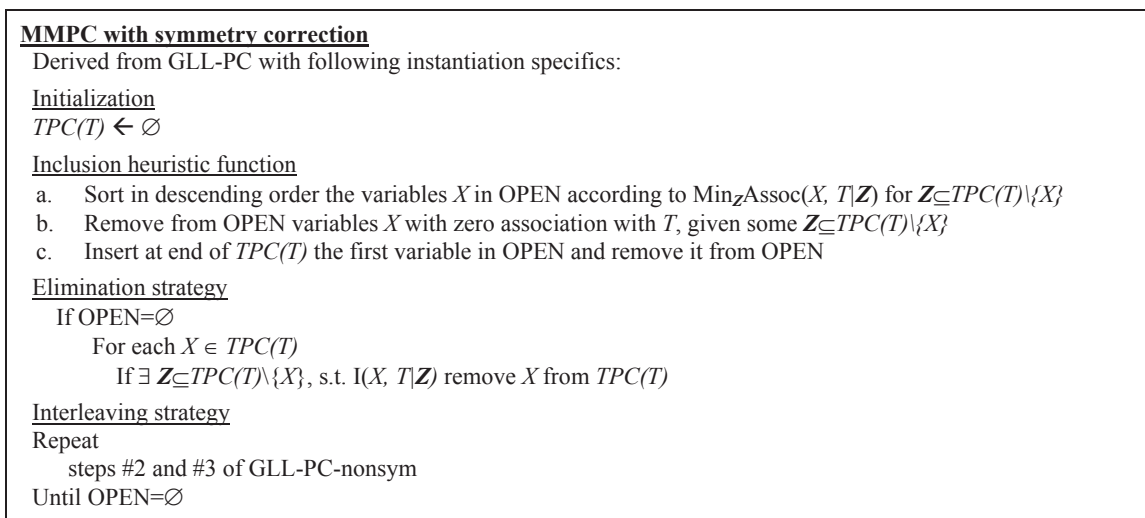 MMPC with symmetry correction
Derived from GLL-PC with following instantiation specifics:
Initialization
TPC(T) ← ∅
Inclusion heuristic function
a. Sort in descending order the variables X in OPEN according to Min_Z Assoc(X, T|Z) for Z⊆TPC(T)\{X}
b. Remove from OPEN variables X with zero association with T, given some Z⊆TPC(T)\{X}
c. Insert at end of TPC(T) the first variable in OPEN and remove it from OPEN
Elimination strategy
If OPEN=∅
For each X ∈ TPC(T)
If ∃ Z⊆TPC(T)\{X}, s.t. I(X, T|Z) remove X from TPC(T)
Interleaving strategy
Repeat
steps #2 and #3 of GLL-PC-nonsym
Until OPEN=∅